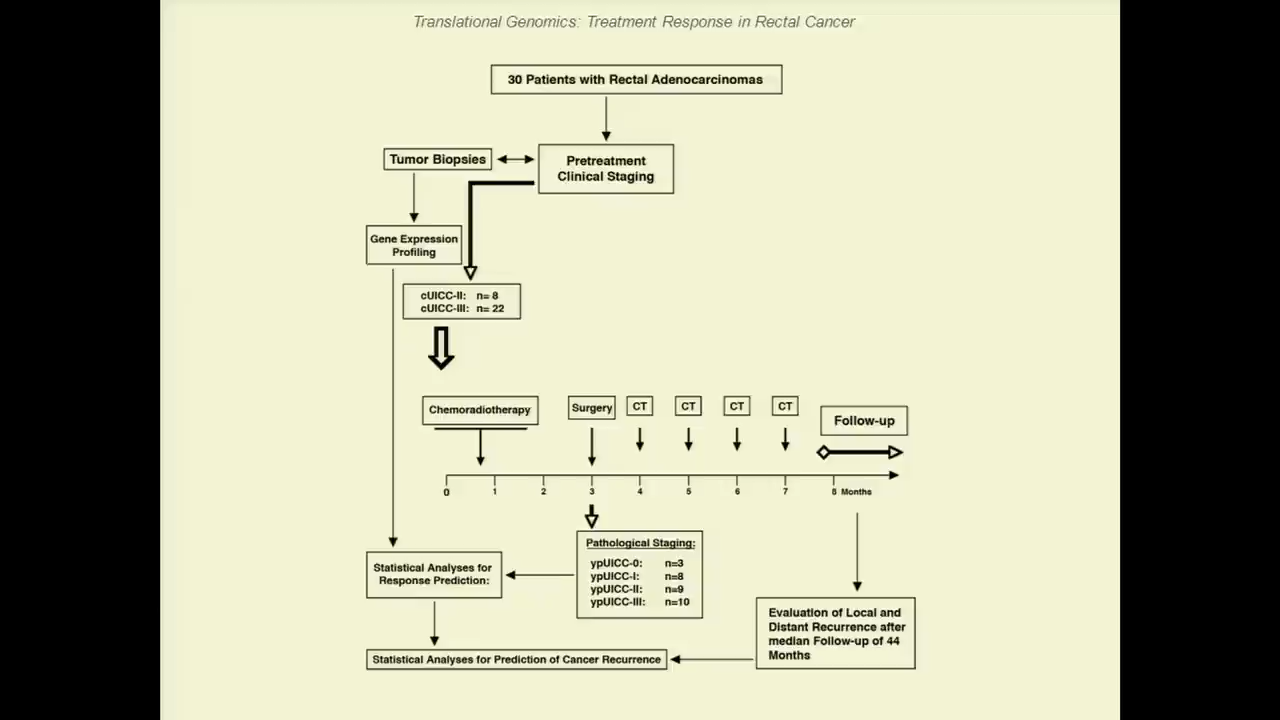 Translational Genomics: Treatment Response in Rectal Cancer
30 Patients with Rectal Adenocarcinomas
Tumor Biopsies
Pretreatment
Clinical Staging
Gene Expression
Profiling
cUICC-II: n= 8
cUICC-III: n= 22
Chemoradiotherapy
Surgery
CT
CT
CT
CT
Follow-up
0 1 2 3 4 5 6 7 8 Months
Pathological Staging:
ypUICC-0: n=3
ypUICC-I: n=8
ypUICC-II: n=9
ypUICC-III: n=10
Statistical Analyses for
Response Prediction:
Evaluation of Local and
Distant Recurrence after
median Follow-up of 44
Months
Statistical Analyses for Prediction of Cancer Recurrence